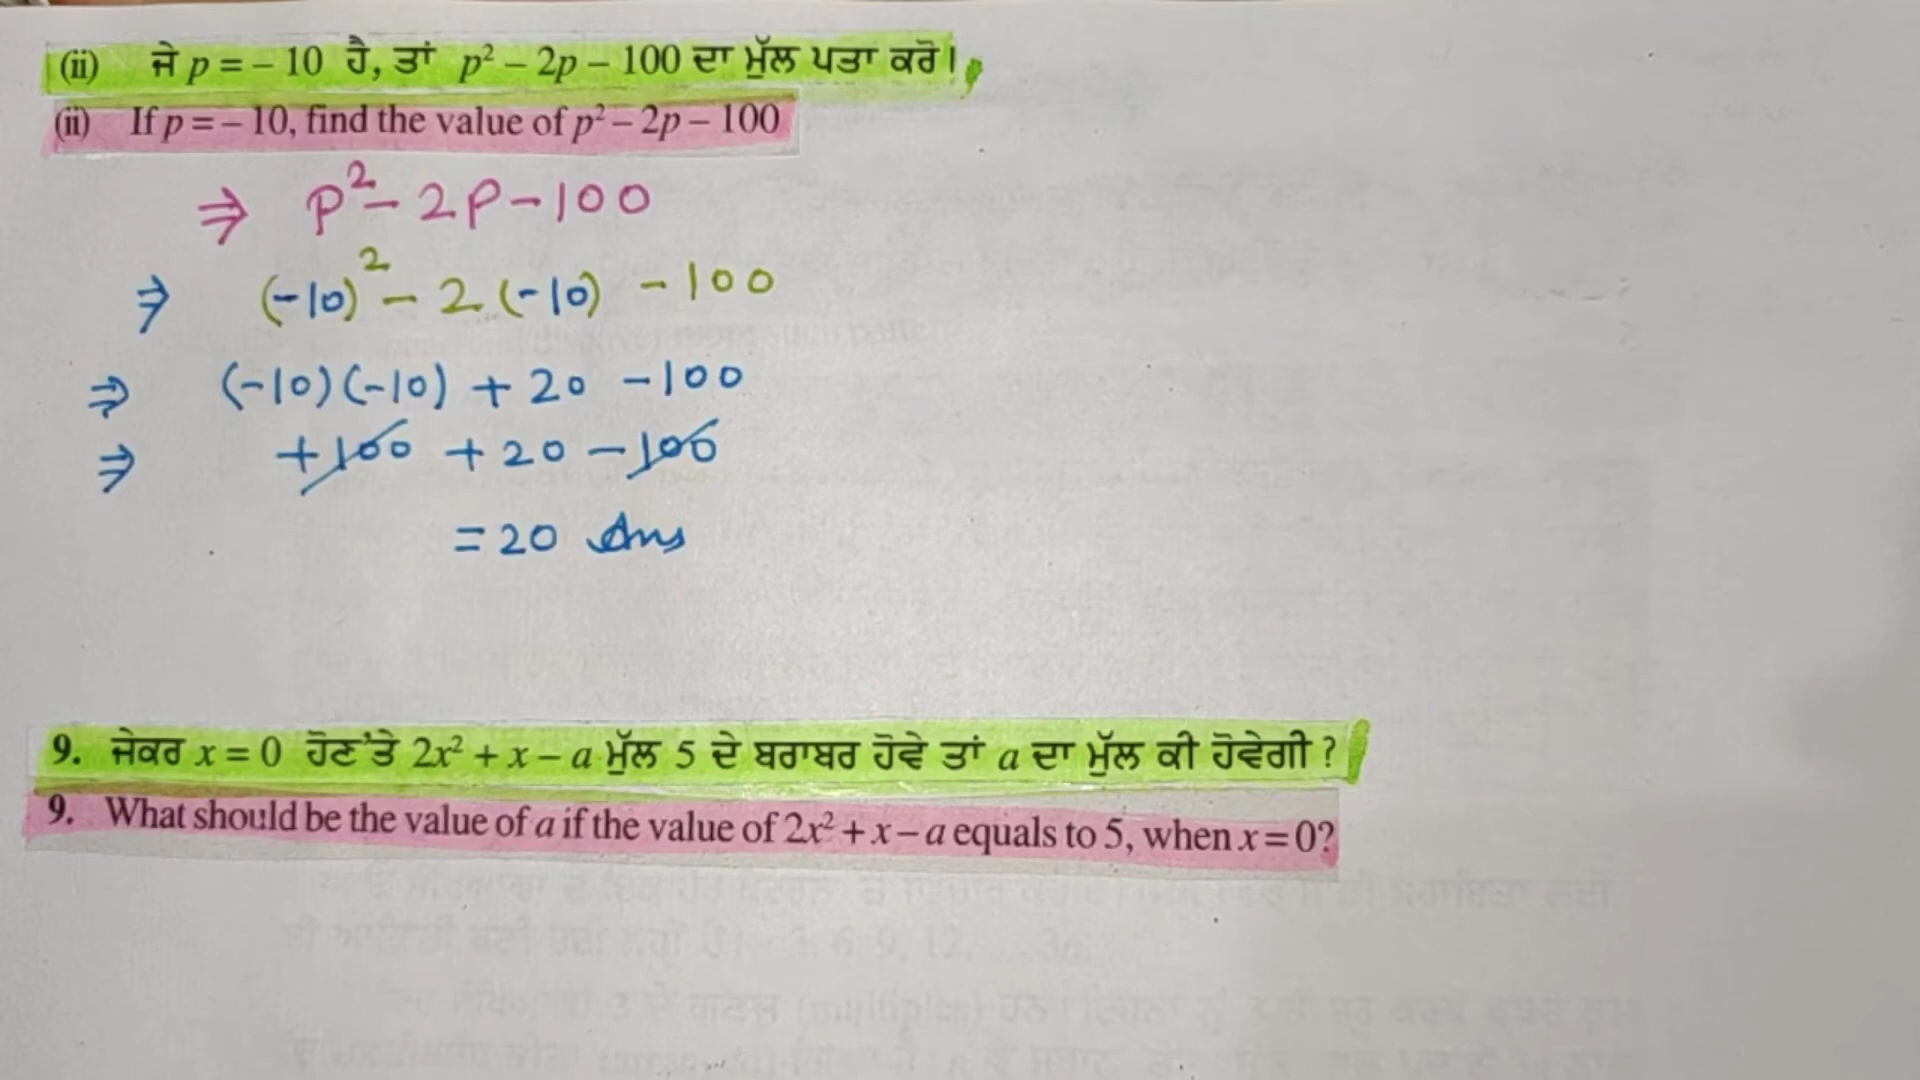 (ii) ਜੇ p = – 10 ਹੈ, ਤਾਂ p² – 2p – 100 ਦਾ ਮੁੱਲ ਪਤਾ ਕਰੋ।
(ii) If p = – 10, find the value of p² – 2p – 100
⇒ p² - 2p - 100
⇒ (-10)² - 2 (-10) - 100
⇒ (-10)(-10) + 20 - 100
⇒ +100 + 20 - 100
= 20 Ans
9. ਜੇਕਰ x = 0 ਹੋਣ'ਤੇ 2x² + x – a ਮੁੱਲ 5 ਦੇ ਬਰਾਬਰ ਹੋਵੇ ਤਾਂ a ਦਾ ਮੁੱਲ ਕੀ ਹੋਵੇਗੀ ?
9. What should be the value of a if the value of 2x² + x – a equals to 5, when x = 0?